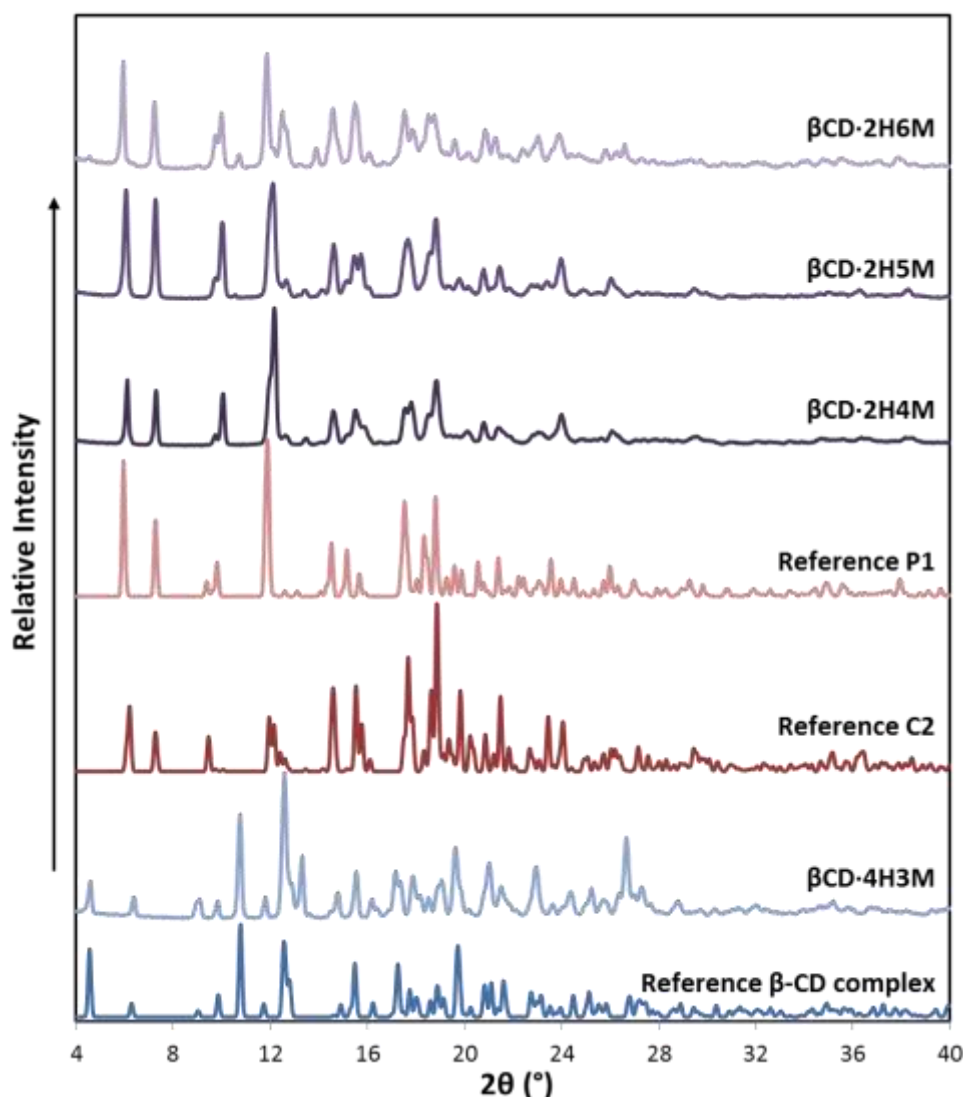 βCD·2H6M
βCD·2H5M
βCD·2H4M
Reference P1
Reference C2
βCD·4H3M
Reference β-CD complex
Relative Intensity
4 8 12 16 20 24 28 32 36 40
2θ (°)